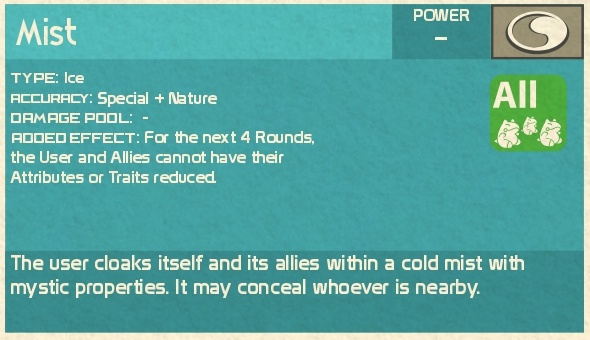 Mist
POWER
–
TYPE: Ice
ACCURACY: Special + Nature
DAMAGE POOL: -
ADDED EFFECT: For the next 4 Rounds,
the User and Allies cannot have their
Attributes or Traits reduced.
All
The user cloaks itself and its allies within a cold mist with
mystic properties. It may conceal whoever is nearby.